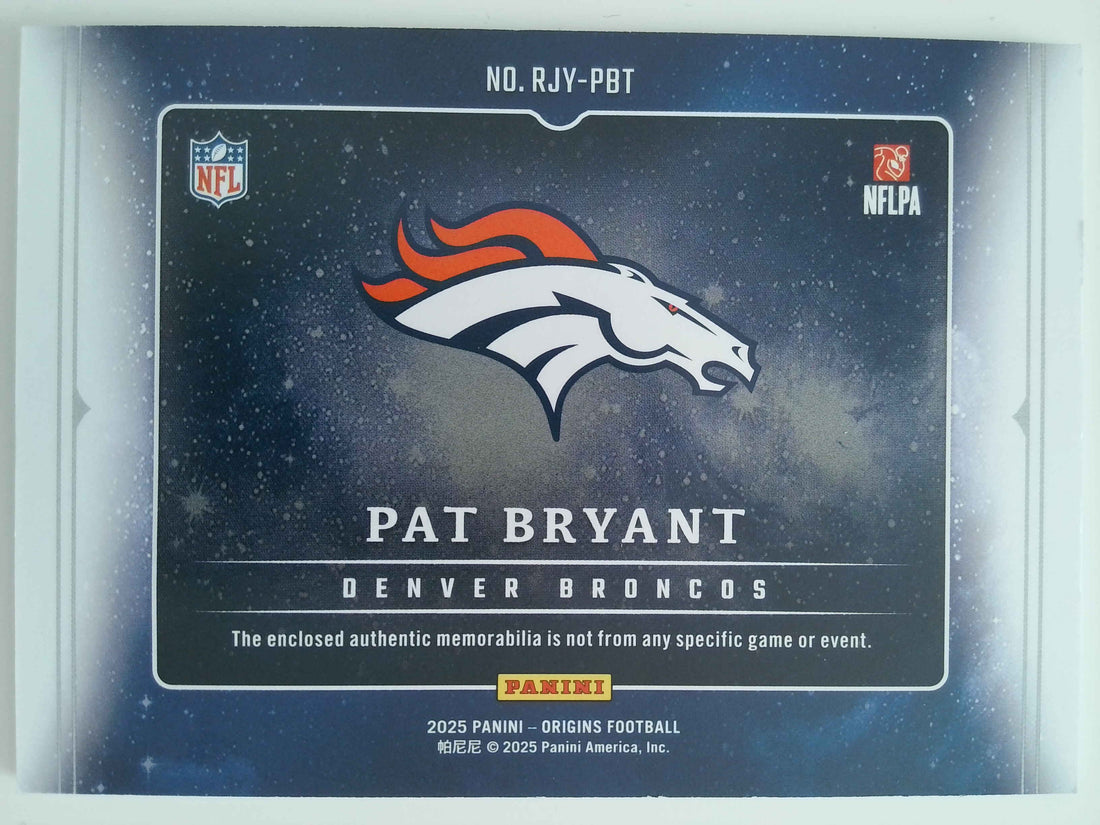 NO. RJY-PBT
NFL
NFLPA
PAT BRYANT
DENVER BRONCOS
The enclosed authentic memorabilia is not from any specific game or event.
PANINI
2025 PANINI – ORIGINS FOOTBALL
帕尼尼 © 2025 Panini America, Inc.